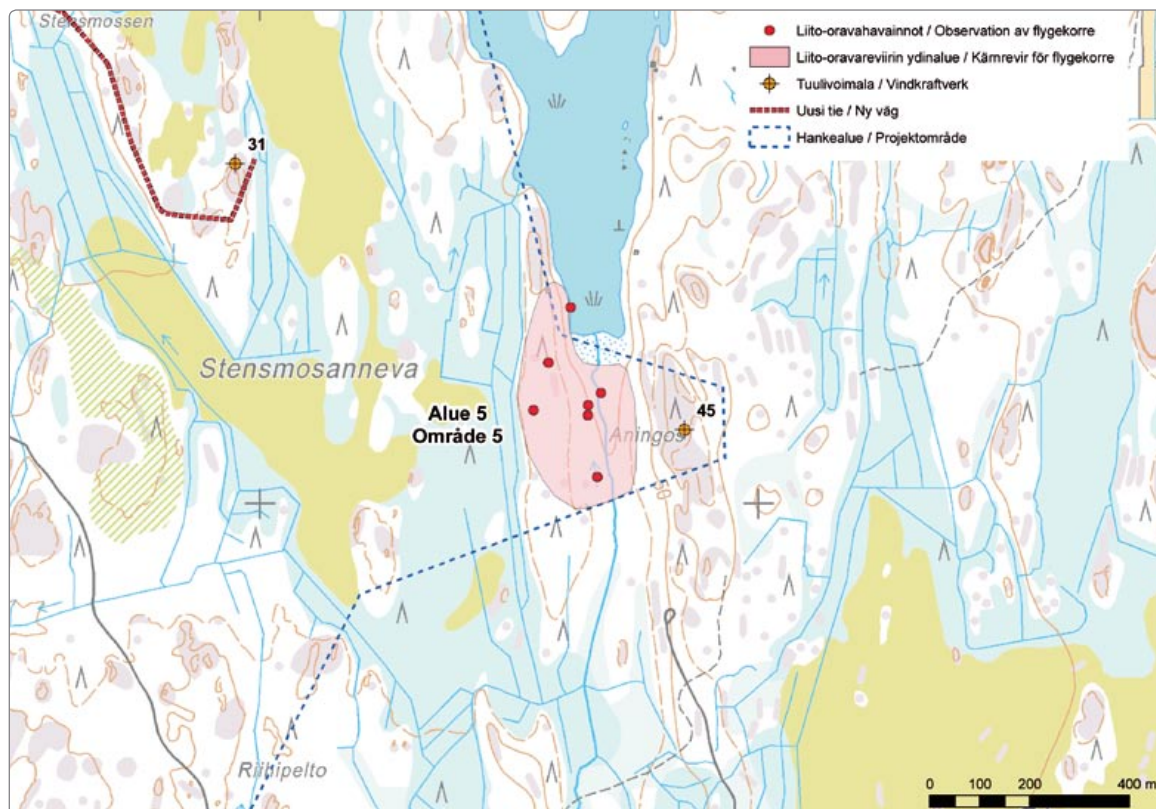 Stensmossen
Liito-oravahavainnot / Observation av flygekorre
Liito-oravareviirin ydinalue / Kärnrevir för flygekorre
Tuulivoimala / Vindkraftverk
Uusi tie / Ny väg
Hankealue / Projektområde
31
Stensmosanneva
Alue 5
Område 5
45
Aningos
Riihipelto
0 100 200 400 m